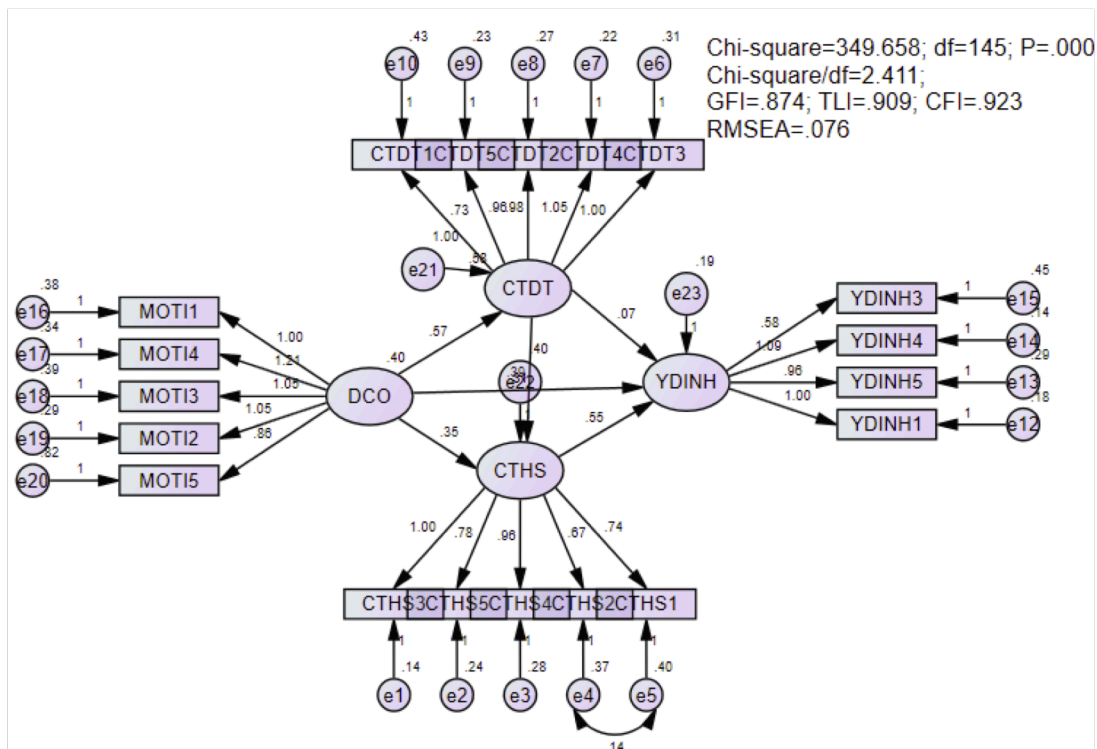 .43 .23 .27 .22 .31
e10 e9 e8 e7 e6
1 1 1 1 1
Chi-square=349.658; df=145; P=.000
Chi-square/df=2.411;
GFI=.874; TLI=.909; CFI=.923
RMSEA=.076
CTDT1 CTDT5 CTDT2 CTDT4 CTDT3
.73 .96 .98 1.05 1.00
1.00
e21
CTDT
.19
e23
1
.38
e16 1 MOTI1
.34
e17 1 MOTI4
.39
e18 1 MOTI3
.29
e19 1 MOTI2
.82
e20 1 MOTI5
1.00
1.21
1.05
1.05
.86
.40
DCO
.57
.07
.40
.39
e22
.35
.55
YDINH
.58
1.09
.96
1.00
YDINH3 1 e15 .45
YDINH4 1 e14 .14
YDINH5 1 e13 .29
YDINH1 1 e12 .18
CTHS
1.00 .78 .96 .67 .74
CTHS3 CTHS5 CTHS4 CTHS2 CTHS1
1 1 1 1 1
.14 .24 .28 .37 .40
e1 e2 e3 e4 e5
.14